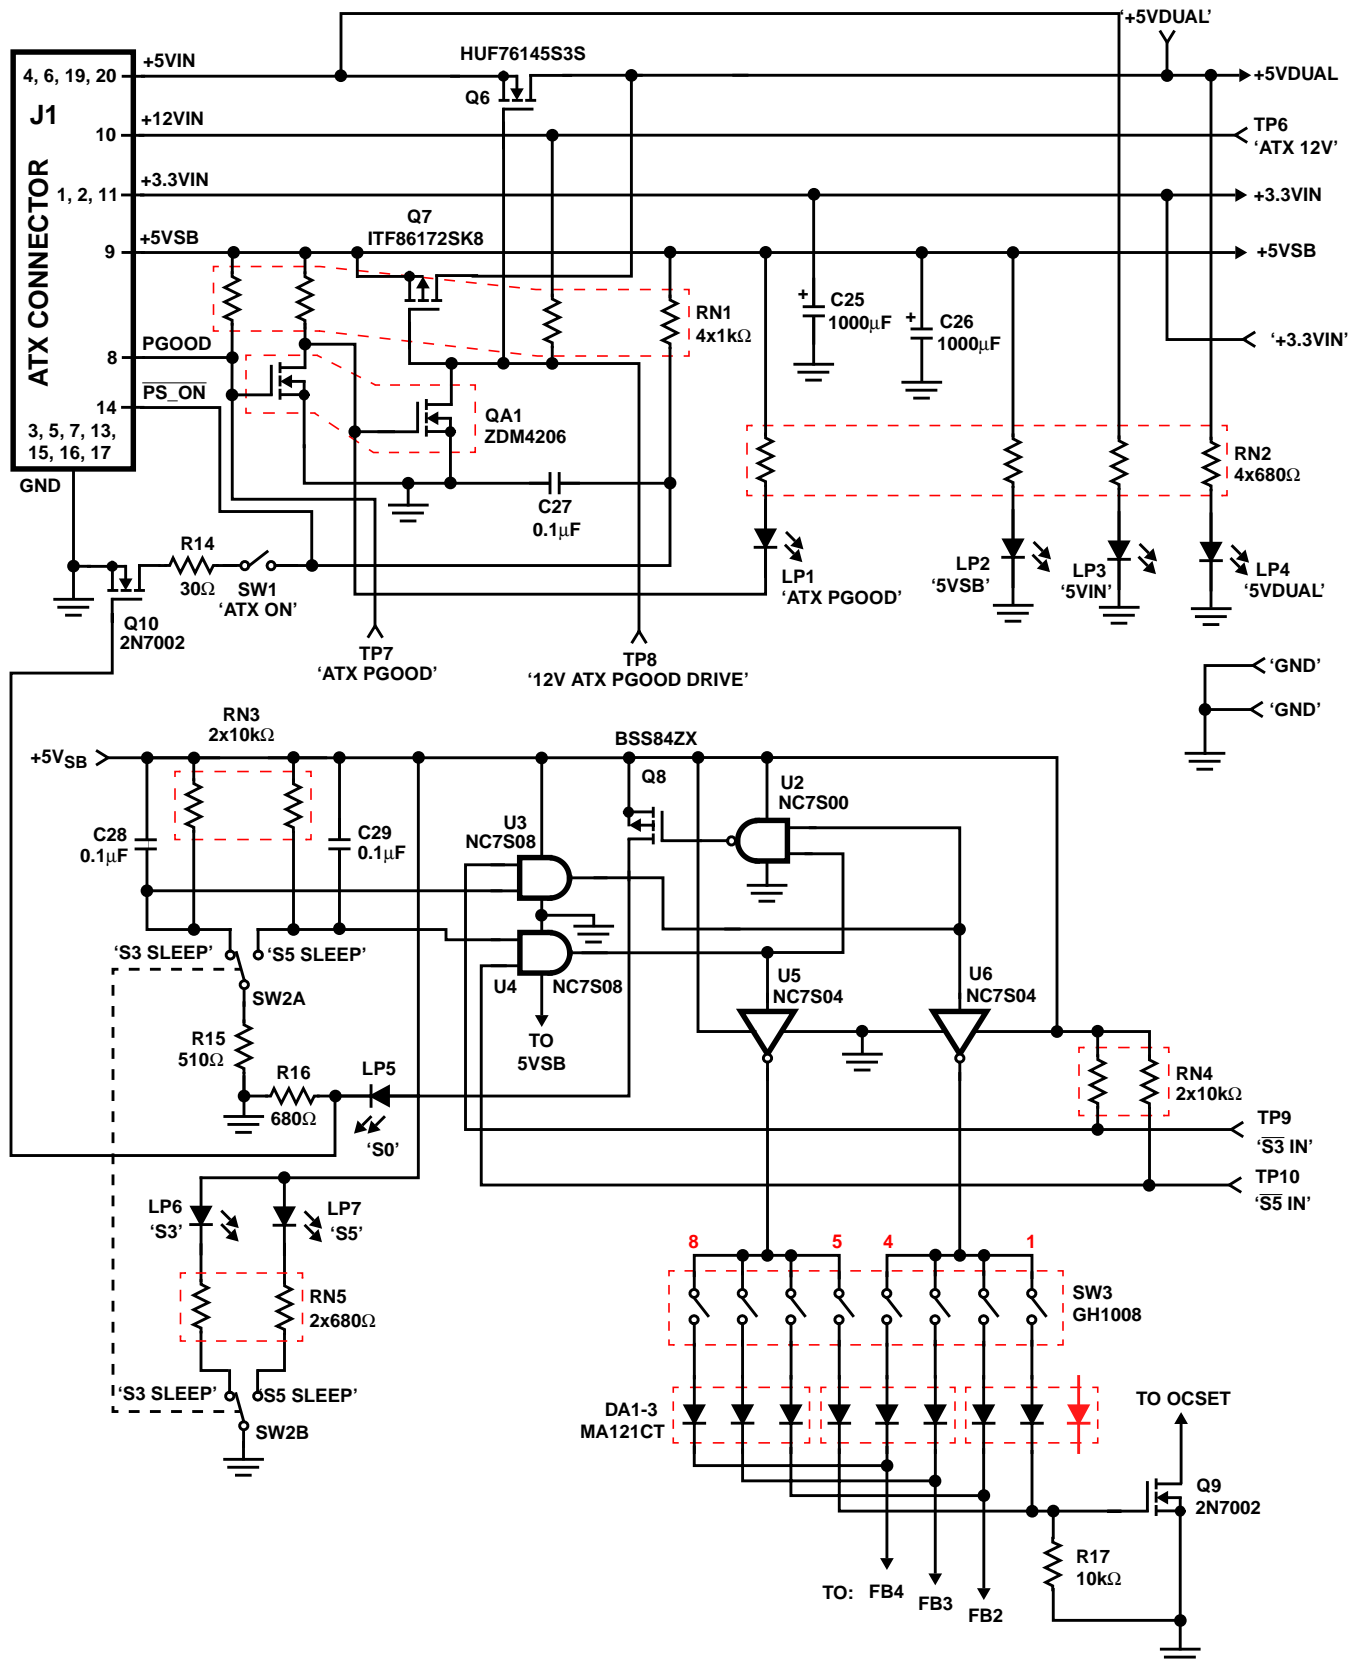 '+5VDUAL'
+5VIN
HUF76145S3S
4, 6, 19, 20
Q6
+5VDUAL
J1
+12VIN
10
TP6
'ATX 12V'
ATX CONNECTOR
+3.3VIN
1, 2, 11
+3.3VIN
Q7
ITF86172SK8
+5VSB
9
+5VSB
RN1
4x1kΩ
C25
1000µF
C26
1000µF
PGOOD
8
'+3.3VIN'
PS_ON
14
QA1
ZDM4206
3, 5, 7, 13,
15, 16, 17
RN2
4x680Ω
GND
C27
0.1µF
R14
30Ω
SW1
'ATX ON'
LP1
'ATX PGOOD'
LP2
'5VSB'
LP3
'5VIN'
LP4
'5VDUAL'
Q10
2N7002
TP7
'ATX PGOOD'
TP8
'12V ATX PGOOD DRIVE'
'GND'
'GND'
RN3
2x10kΩ
+5VSB
BSS84ZX
Q8
U2
NC7S00
C28
0.1µF
C29
0.1µF
U3
NC7S08
'S3 SLEEP'
'S5 SLEEP'
SW2A
U4
NC7S08
U5
NC7S04
U6
NC7S04
R15
510Ω
TO
5VSB
R16
680Ω
LP5
'S0'
RN4
2x10kΩ
TP9
'S3 IN'
TP10
'S5 IN'
LP6
'S3'
LP7
'S5'
8
5
4
1
RN5
2x680Ω
SW3
GH1008
'S3 SLEEP'
'S5 SLEEP'
SW2B
DA1-3
MA121CT
TO OCSET
Q9
2N7002
R17
10kΩ
TO:
FB4
FB3
FB2